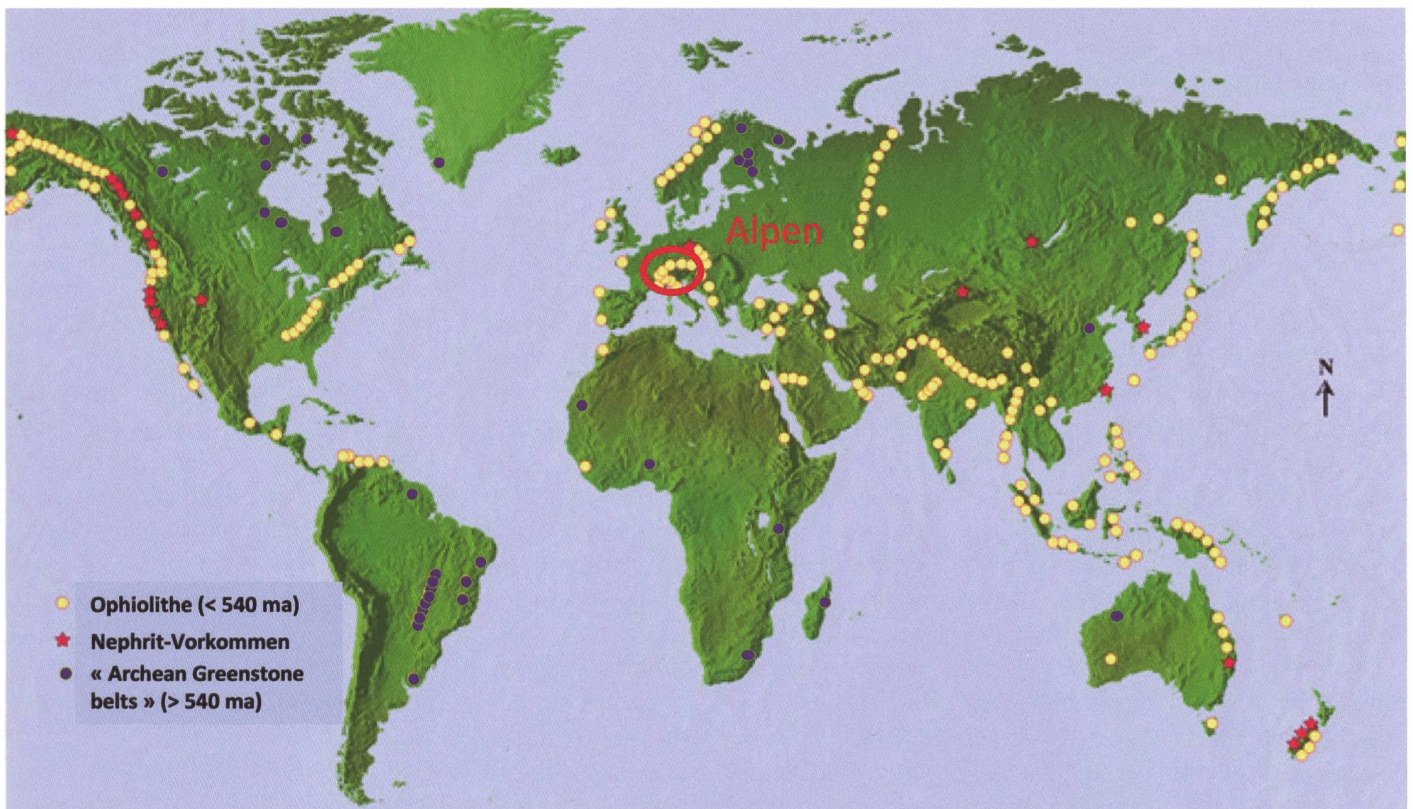 Alpen
N
Ophiolithe (< 540 ma)
Nephrit-Vorkommen
« Archean Greenstone
belts » (> 540 ma)